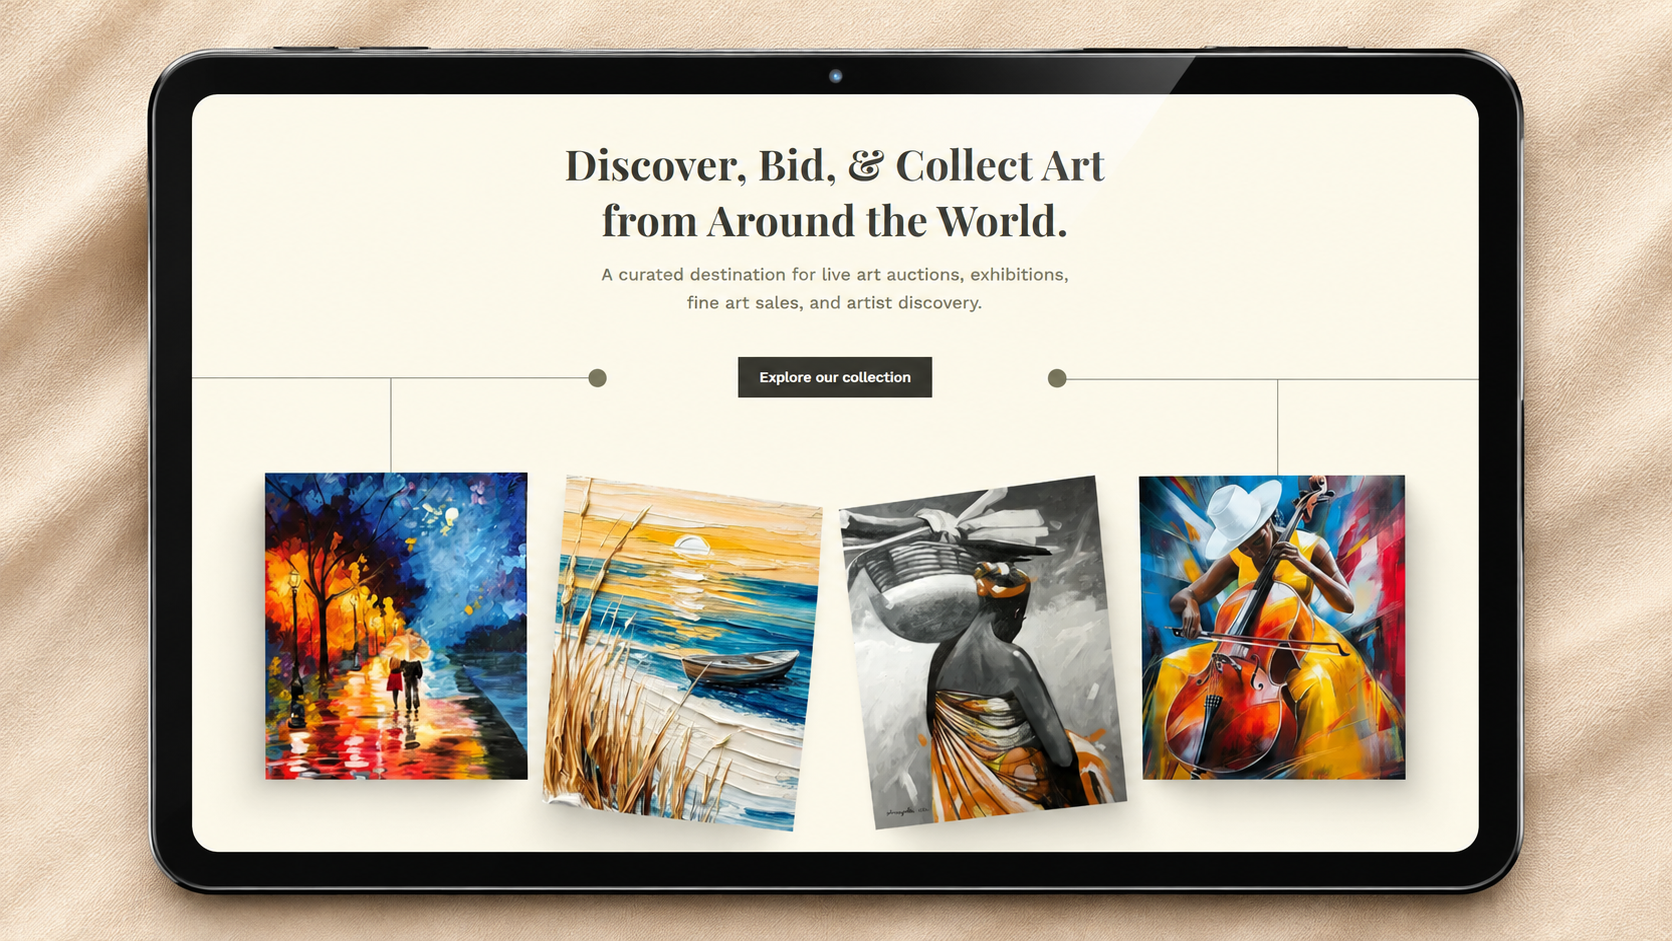 Discover, Bid, & Collect Art
from Around the World.
A curated destination for live art auctions, exhibitions,
fine art sales, and artist discovery.
Explore our collection